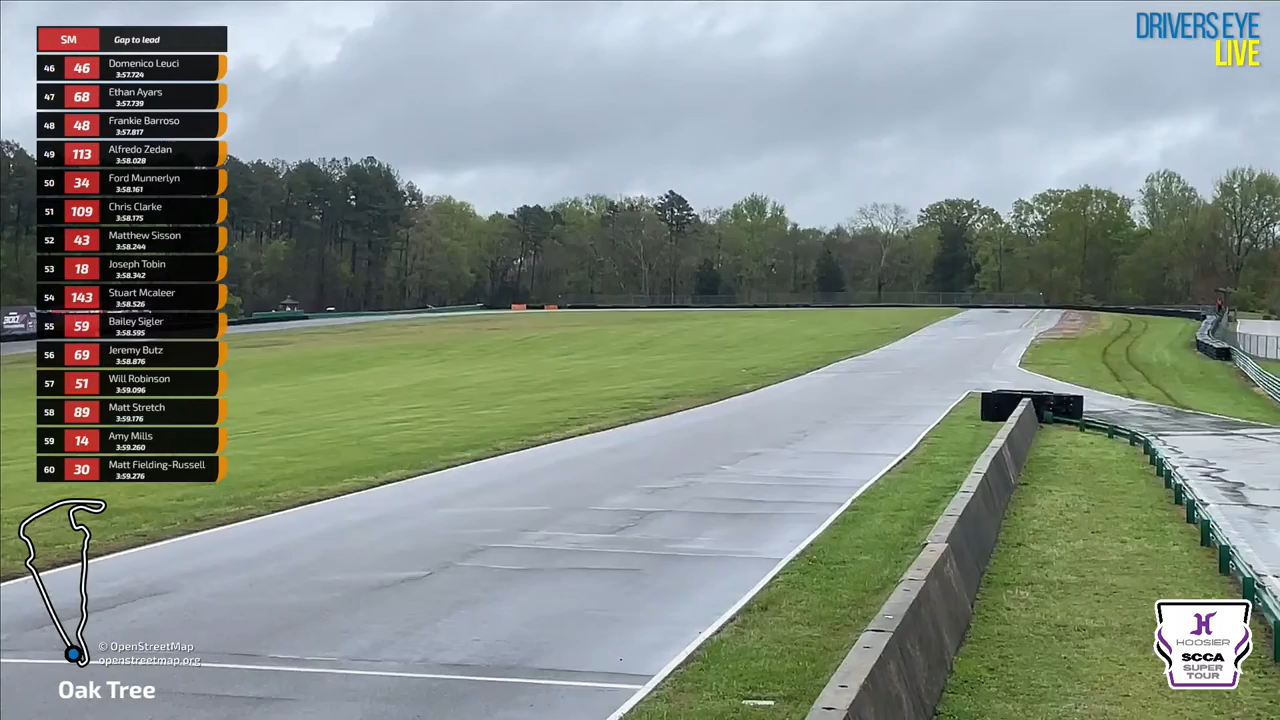 SM Gap to lead
46 46 Domenico Leuci
3:57.724
47 68 Ethan Ayars
3:57.739
48 48 Frankie Barroso
3:57.817
49 113 Alfredo Zedan
3:58.028
50 34 Ford Munnerlyn
3:58.161
51 109 Chris Clarke
3:58.175
52 43 Matthew Sisson
3:58.244
53 18 Joseph Tobin
3:58.342
54 143 Stuart Mcaleer
3:58.526
55 59 Bailey Sigler
3:58.595
56 69 Jeremy Butz
3:58.876
57 51 Will Robinson
3:59.096
58 89 Matt Stretch
3:59.176
59 14 Amy Mills
3:59.260
60 30 Matt Fielding-Russell
3:59.276
DRIVERS EYE
LIVE
© OpenStreetMap
openstreetmap.org
Oak Tree
H
HOOSIER
SCCA
SUPER
TOUR